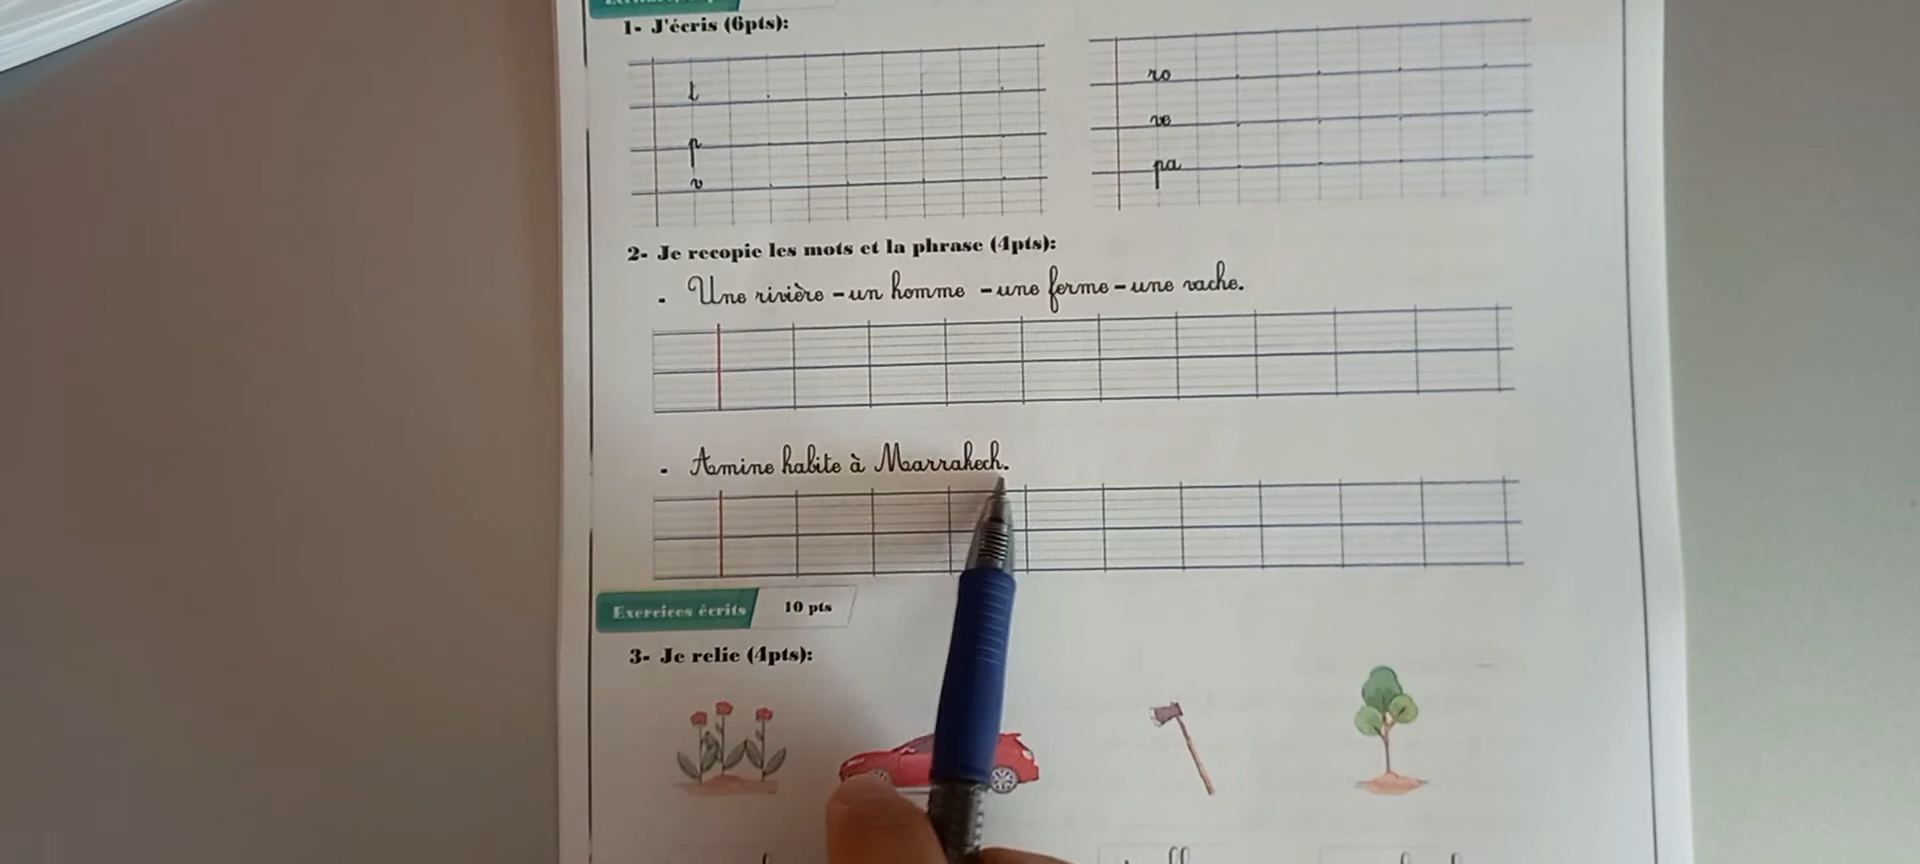 1- J'écris (6pts):
t
p
v
ro
ve
pa
2- Je recopie les mots et la phrase (4pts):
- Une rivière - un homme - une ferme - une vache.
- Amine habite à Marrakech.
Exercices écrits 10 pts
3- Je relie (4pts):